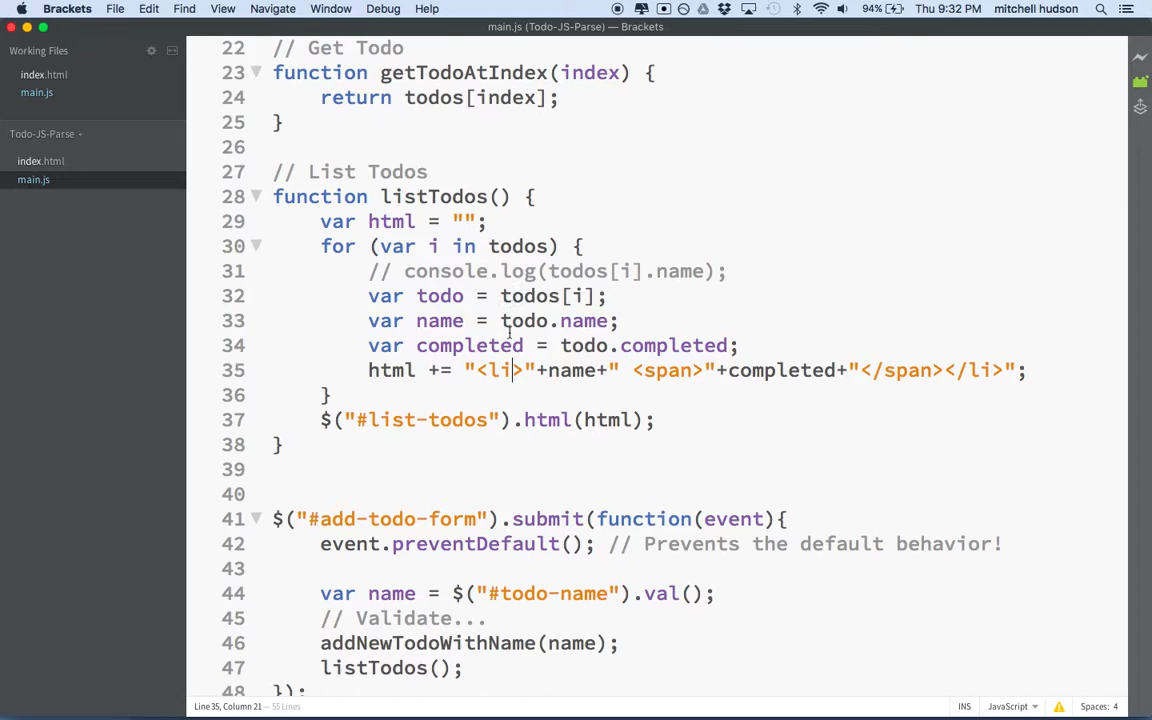 Brackets File Edit Find View Navigate Window Debug Help 94% Thu 9:32 PM mitchell hudson
main.js (Todo-JS-Parse) — Brackets
Working Files
index.html
main.js
Todo-JS-Parse
index.html
main.js
22 // Get Todo
23 function getTodoAtIndex(index) {
24 return todos[index];
25 }
26
27 // List Todos
28 function listTodos() {
29 var html = "";
30 for (var i in todos) {
31 // console.log(todos[i].name);
32 var todo = todos[i];
33 var name = todo.name;
34 var completed = todo.completed;
35 html += "<li>"+name+" <span>"+completed+"</span></li>";
36 }
37 $("#list-todos").html(html);
38 }
39
40
41 $("#add-todo-form").submit(function(event){
42 event.preventDefault(); // Prevents the default behavior!
43
44 var name = $("#todo-name").val();
45 // Validate...
46 addNewTodoWithName(name);
47 listTodos();
48 });
Line 35, Column 21 — 55 Lines INS JavaScript Spaces: 4